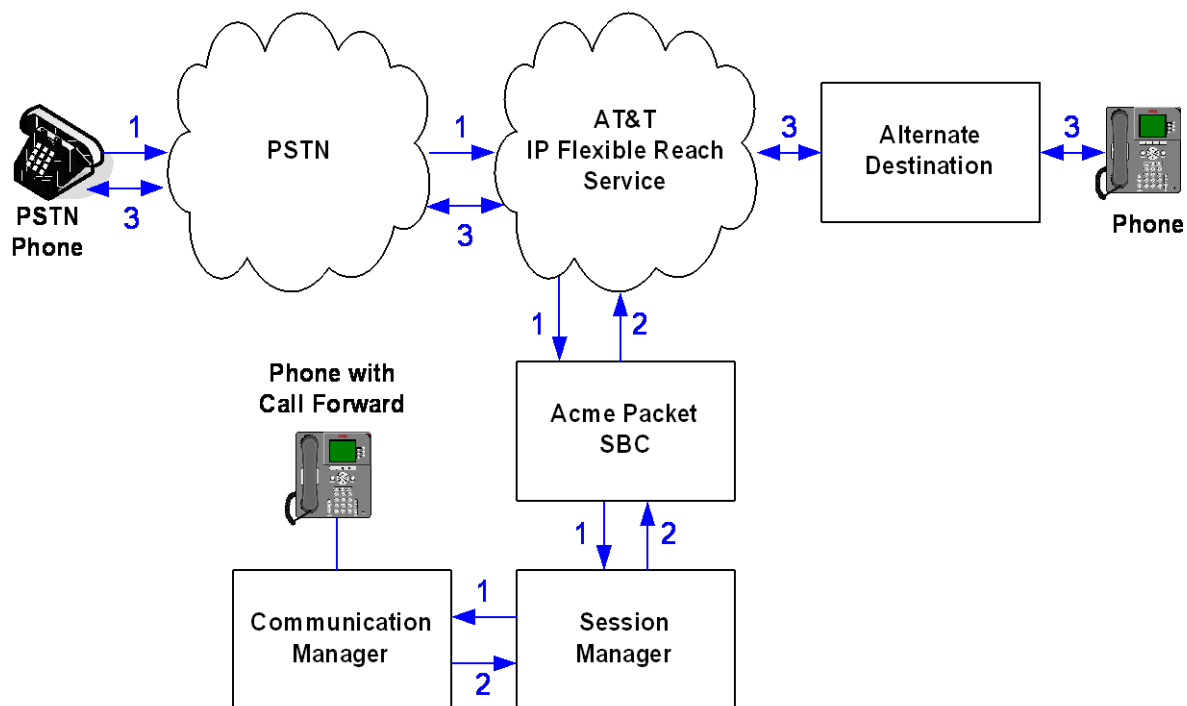 1
PSTN
1
AT&T
IP Flexible Reach
Service
3
Alternate
Destination
3
PSTN
Phone
3
3
Phone
1
2
Phone with
Call Forward
Acme Packet
SBC
1
2
Communication
Manager
1
2
Session
Manager